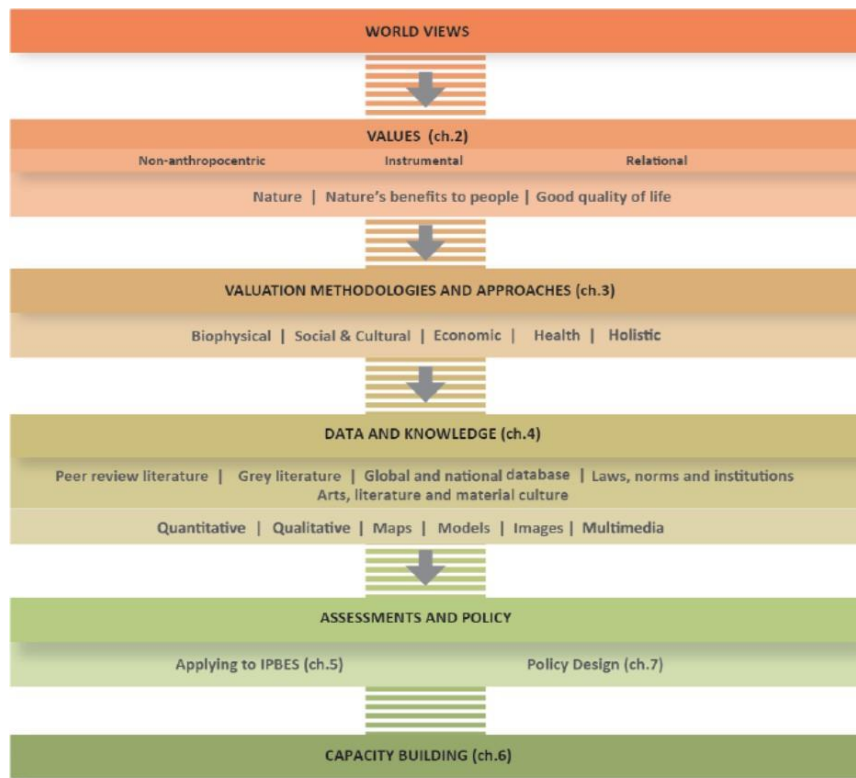 WORLD VIEWS
VALUES (ch.2)
Non-anthropocentric Instrumental Relational
Nature | Nature's benefits to people | Good quality of life
VALUATION METHODOLOGIES AND APPROACHES (ch.3)
Biophysical | Social & Cultural | Economic | Health | Holistic
DATA AND KNOWLEDGE (ch.4)
Peer review literature | Grey literature | Global and national database | Laws, norms and institutions
Arts, literature and material culture
Quantitative | Qualitative | Maps | Models | Images | Multimedia
ASSESSMENTS AND POLICY
Applying to IPBES (ch.5) Policy Design (ch.7)
CAPACITY BUILDING (ch.6)